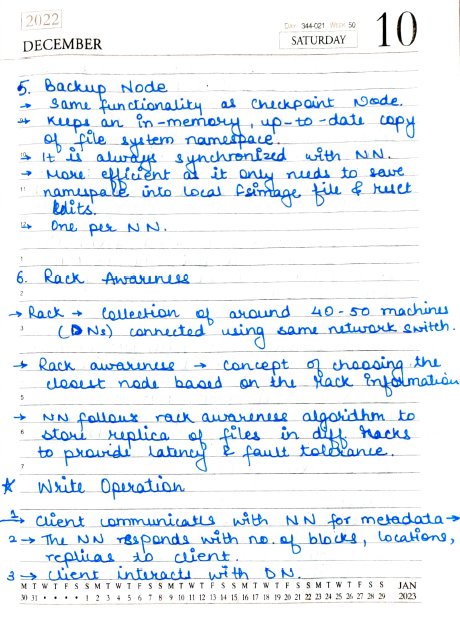 2022
DECEMBER
DAY 344-021 WEEK 50
SATURDAY
10
5. Backup Node
→ Same functionality as Checkpoint Node.
→ Keeps an in-memory, up-to-date copy
of file system namespace.
→ It is always synchronized with NN.
→ More efficient as it only needs to save
namespace into local fsimage file & reset
Edits.
→ One per NN.
6. Rack Awareness
→ Rack → Collection of around 40-50 machines
(DNs) connected using same network switch.
→ Rack awareness → concept of choosing the
closest node based on the Rack Information
→ NN follows rack awareness algorithm to
store replica of files in diff racks
to provide latency & fault tolerance.
★ Write Operation
1 → Client communicates with NN for metadata →
2 → The NN responds with no. of blocks, locations,
replicas to client.
3 → Client interacts with DN.
M T W T F S S M T W T F S S M T W T F S S M T W T F S S M T W T F S S JAN
30 31 • • • • 1 2 3 4 5 6 7 8 9 10 11 12 13 14 15 16 17 18 19 20 21 22 23 24 25 26 27 28 29 2023